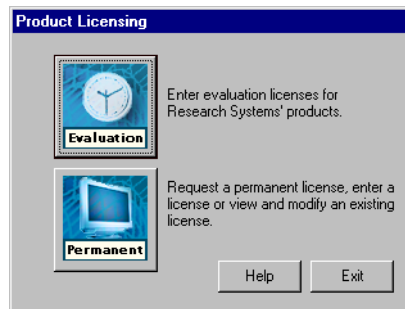 Product Licensing
Enter evaluation licenses for
Research Systems' products.
Evaluation
Request a permanent license, enter a
license or view and modify an existing
license.
Permanent
Help
Exit